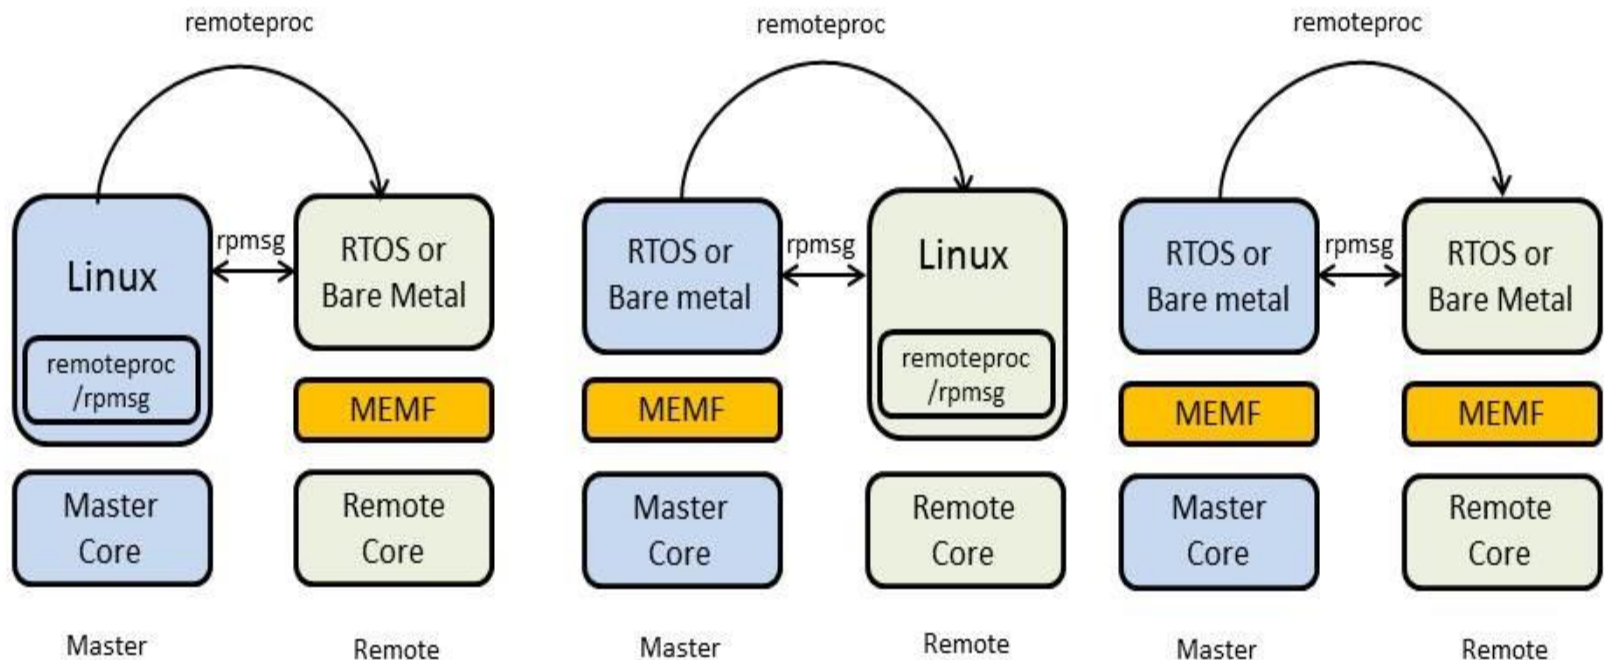 remoteproc
Linux
remoteproc
/rpmsg
rpmsg
RTOS or
Bare Metal
MEMF
Master
Core
Remote
Core
Master
Remote
remoteproc
RTOS or
Bare metal
rpmsg
Linux
remoteproc
/rpmsg
MEMF
Master
Core
Remote
Core
Master
Remote
remoteproc
RTOS or
Bare metal
rpmsg
RTOS or
Bare Metal
MEMF
MEMF
Master
Core
Remote
Core
Master
Remote